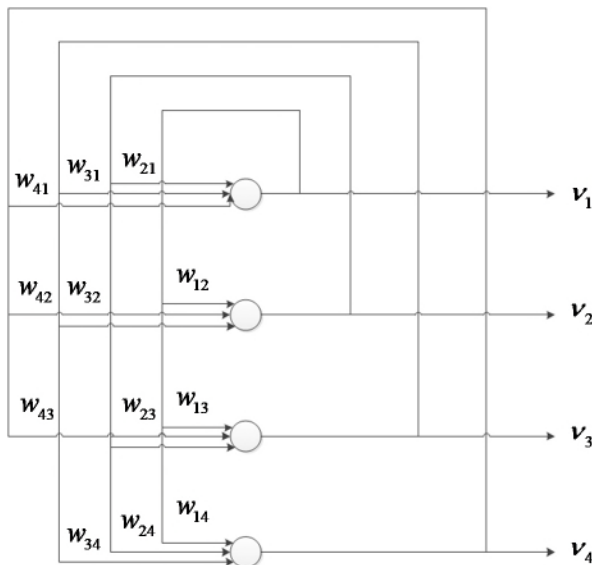 w₄₁ w₃₁ w₂₁
v₁
w₁₂
w₄₂ w₃₂
v₂
w₄₃ w₂₃ w₁₃
v₃
w₃₄ w₂₄ w₁₄
v₄